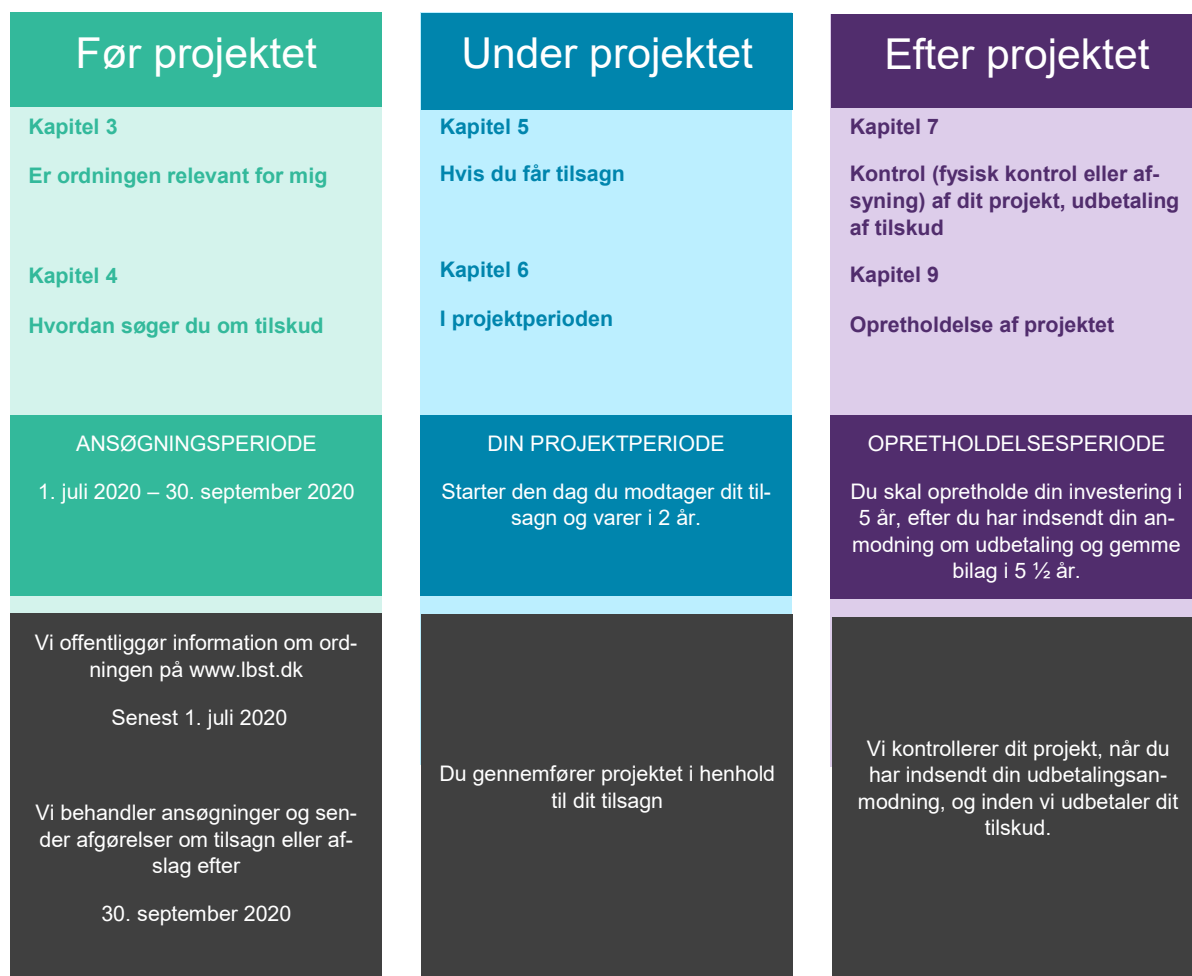 Før projektet
Kapitel 3
Er ordningen relevant for mig
Kapitel 4
Hvordan søger du om tilskud
ANSØGNINGSPERIODE
1. juli 2020 – 30. september 2020
Vi offentliggør information om ord-
ningen på www.lbst.dk
Senest 1. juli 2020
Vi behandler ansøgninger og sen-
der afgørelser om tilsagn eller af-
slag efter
30. september 2020
Under projektet
Kapitel 5
Hvis du får tilsagn
Kapitel 6
I projektperioden
DIN PROJEKTPERIODE
Starter den dag du modtager dit til-
sagn og varer i 2 år.
Du gennemfører projektet i henhold
til dit tilsagn
Efter projektet
Kapitel 7
Kontrol (fysisk kontrol eller af-
syning) af dit projekt, udbetaling
af tilskud
Kapitel 9
Opretholdelse af projektet
OPRETHOLDELSESPERIODE
Du skal opretholde din investering i
5 år, efter du har indsendt din an-
modning om udbetaling og gemme
bilag i 5 ½ år.
Vi kontrollerer dit projekt, når du
har indsendt din udbetalingsan-
modning, og inden vi udbetaler dit
tilskud.